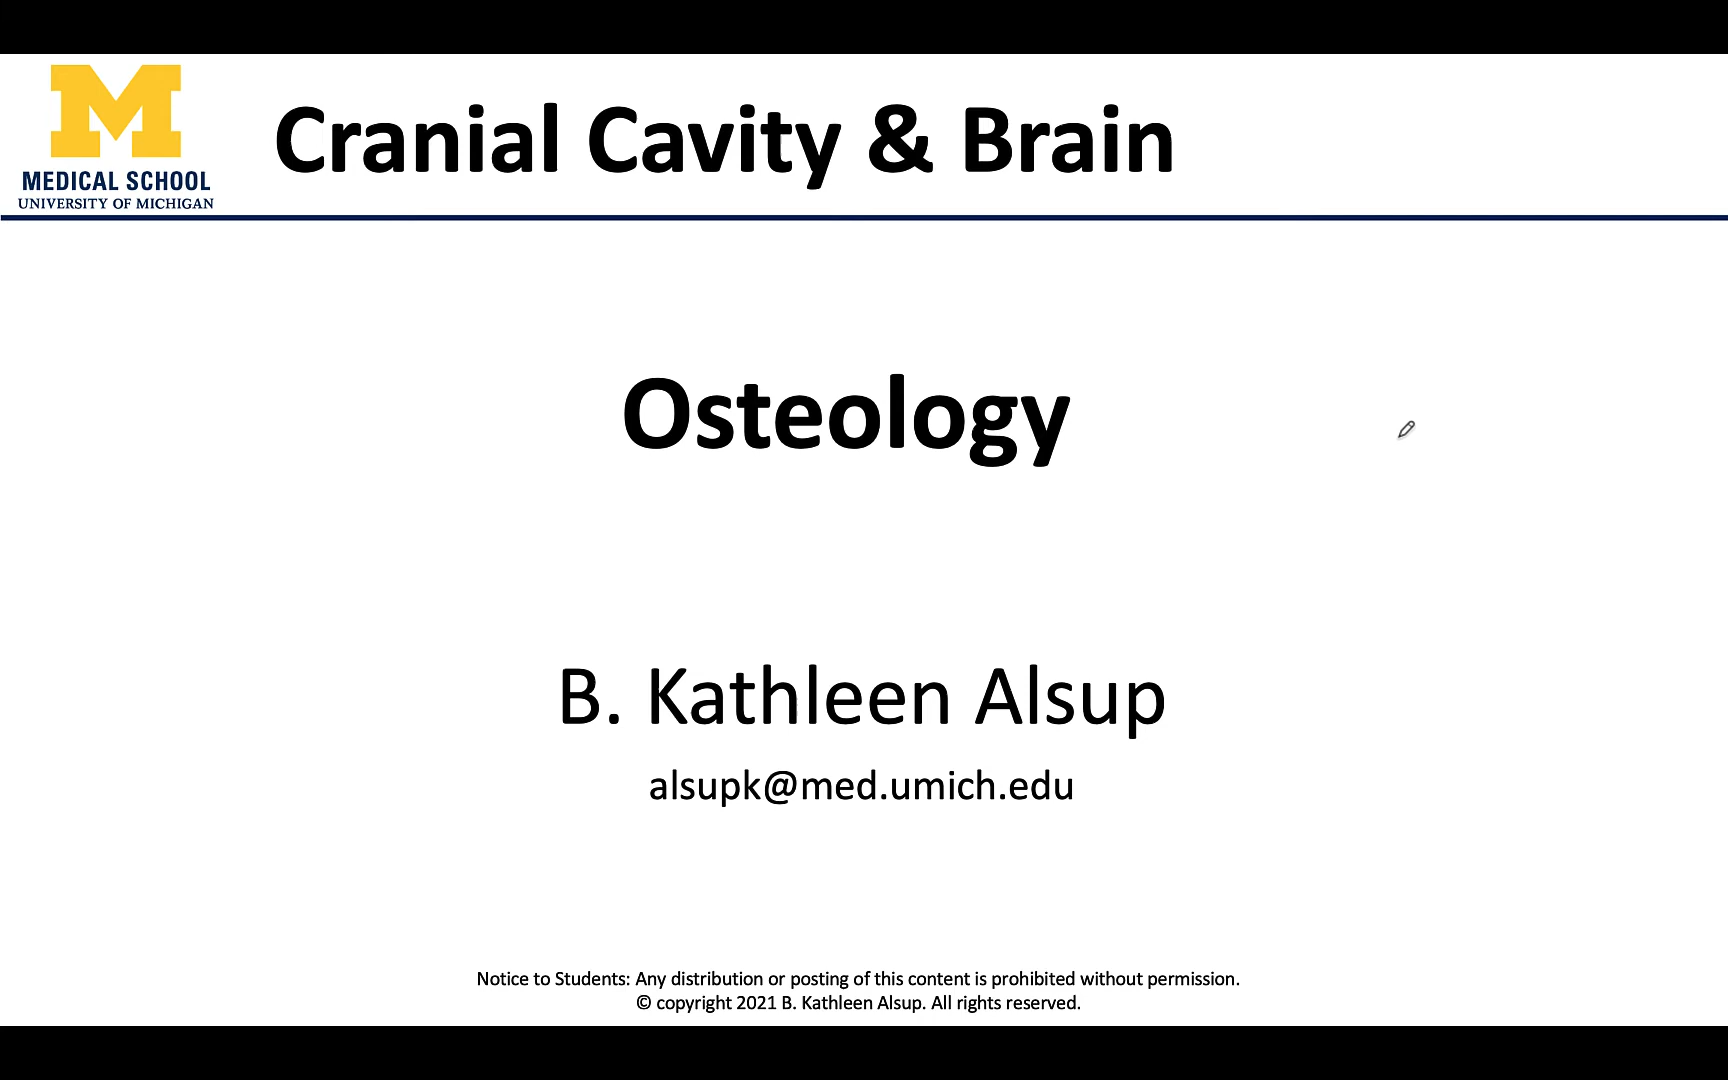 M
MEDICAL SCHOOL
UNIVERSITY OF MICHIGAN
Cranial Cavity & Brain
Osteology
B. Kathleen Alsup
alsupk@med.umich.edu
Notice to Students: Any distribution or posting of this content is prohibited without permission.
© copyright 2021 B. Kathleen Alsup. All rights reserved.